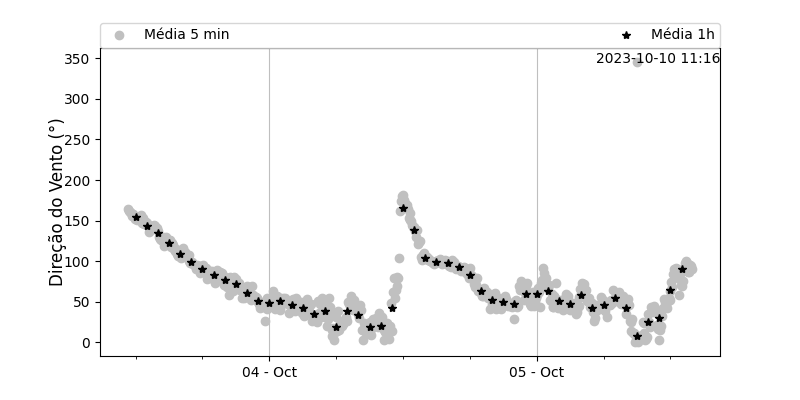 Média 5 min
Média 1h
2023-10-10 11:16
Direção do Vento (°)
350
300
250
200
150
100
50
0
04 - Oct
05 - Oct